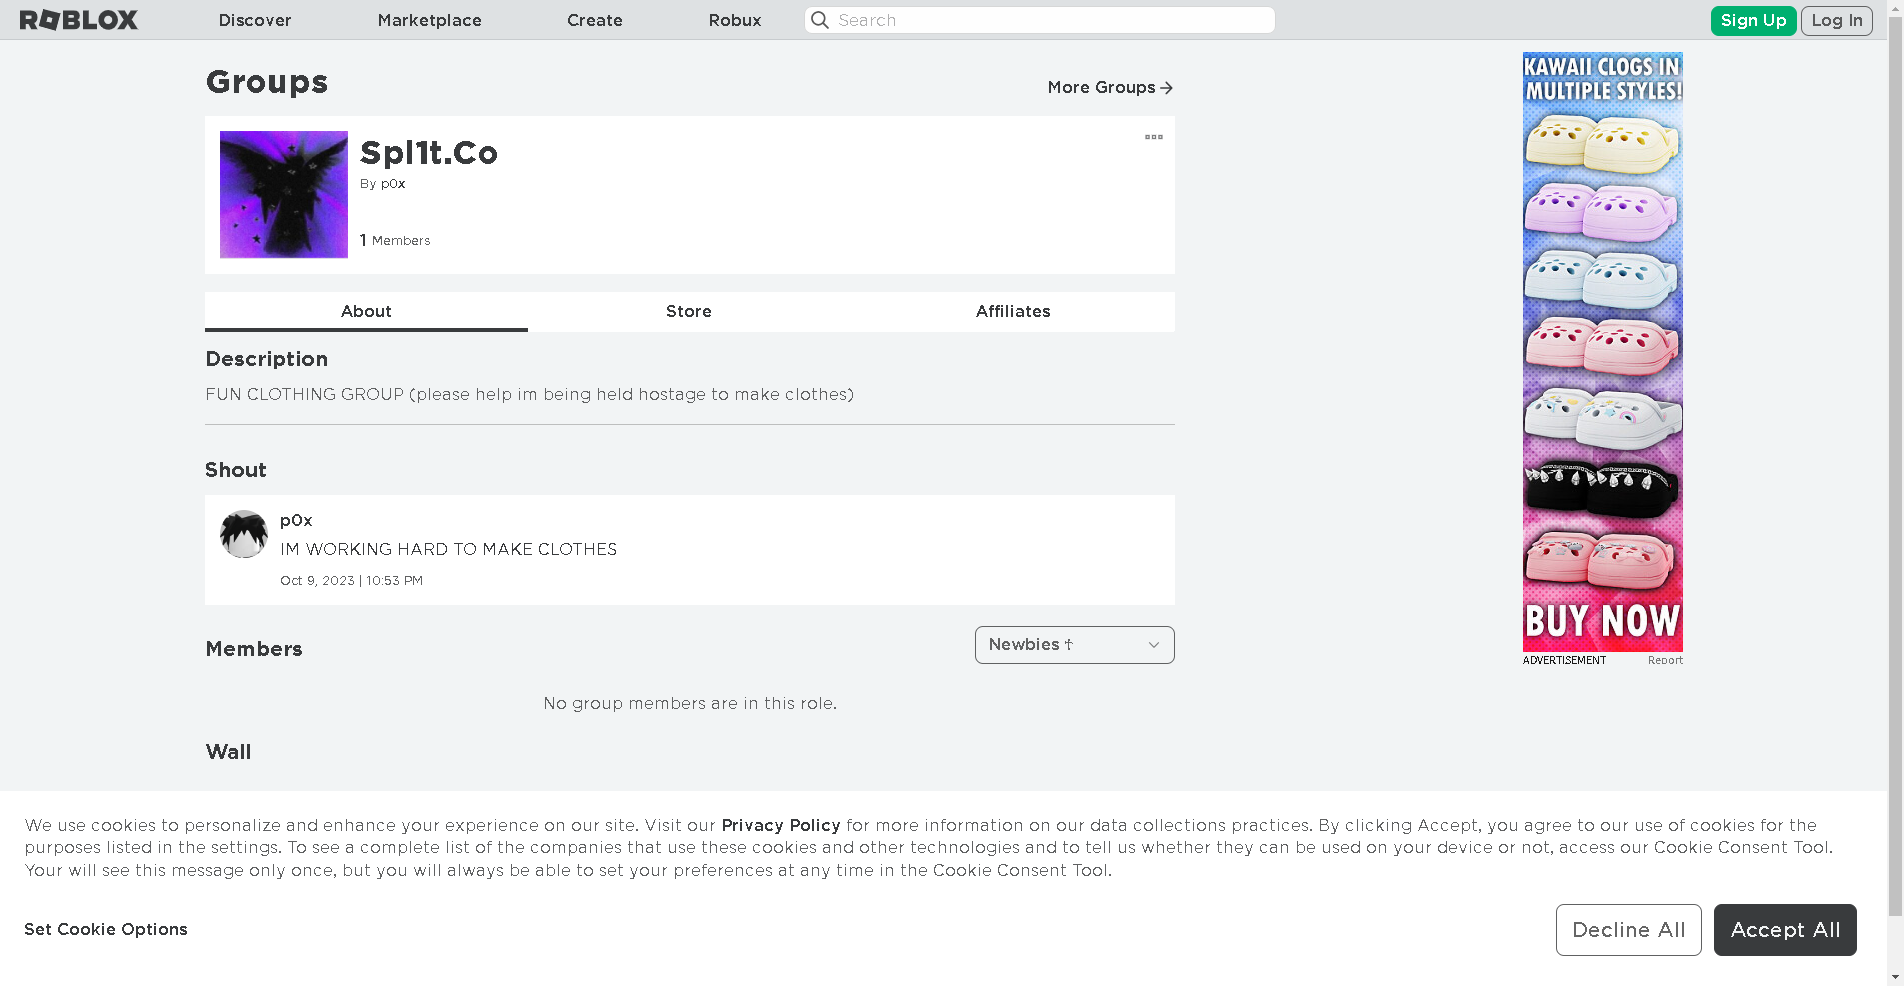 ROBLOX
Discover
Marketplace
Create
Robux
Search
Sign Up
Log In
Groups
More Groups
Spl1t.Co
By p0x
1 Members
About
Store
Affiliates
Description
FUN CLOTHING GROUP (please help im being held hostage to make clothes)
Shout
p0x
IM WORKING HARD TO MAKE CLOTHES
Oct 9, 2023 | 10:53 PM
Members
Newbies †
No group members are in this role.
Wall
KAWAII CLOGS IN
MULTIPLE STYLES!
BUY NOW
ADVERTISEMENT
Report
We use cookies to personalize and enhance your experience on our site. Visit our Privacy Policy for more information on our data collections practices. By clicking Accept, you agree to our use of cookies for the
purposes listed in the settings. To see a complete list of the companies that use these cookies and other technologies and to tell us whether they can be used on your device or not, access our Cookie Consent Tool.
Your will see this message only once, but you will always be able to set your preferences at any time in the Cookie Consent Tool.
Set Cookie Options
Decline All
Accept All